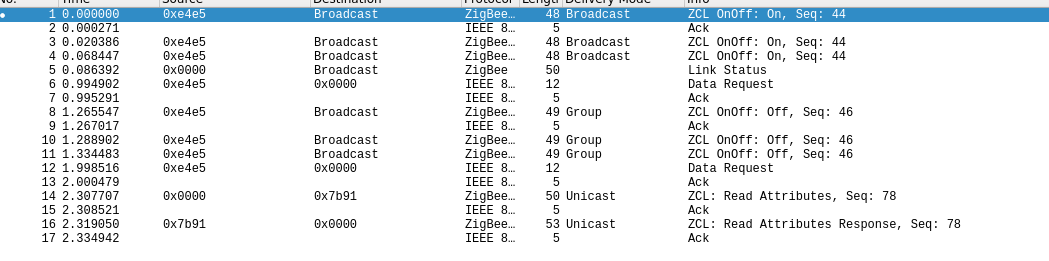 No. Time Source Destination Protocol Length Delivery Mode Info
1 0.000000 0xe4e5 Broadcast ZigBee… 48 Broadcast ZCL OnOff: On, Seq: 44
2 0.000271 IEEE 8… 5 Ack
3 0.020386 0xe4e5 Broadcast ZigBee… 48 Broadcast ZCL OnOff: On, Seq: 44
4 0.068447 0xe4e5 Broadcast ZigBee… 48 Broadcast ZCL OnOff: On, Seq: 44
5 0.086392 0x0000 Broadcast ZigBee 50 Link Status
6 0.994902 0xe4e5 0x0000 IEEE 8… 12 Data Request
7 0.995291 IEEE 8… 5 Ack
8 1.265547 0xe4e5 Broadcast ZigBee… 49 Group ZCL OnOff: Off, Seq: 46
9 1.267017 IEEE 8… 5 Ack
10 1.288902 0xe4e5 Broadcast ZigBee… 49 Group ZCL OnOff: Off, Seq: 46
11 1.334483 0xe4e5 Broadcast ZigBee… 49 Group ZCL OnOff: Off, Seq: 46
12 1.998516 0xe4e5 0x0000 IEEE 8… 12 Data Request
13 2.000479 IEEE 8… 5 Ack
14 2.307707 0x0000 0x7b91 ZigBee… 50 Unicast ZCL: Read Attributes, Seq: 78
15 2.308521 IEEE 8… 5 Ack
16 2.319050 0x7b91 0x0000 ZigBee… 53 Unicast ZCL: Read Attributes Response, Seq: 78
17 2.334942 IEEE 8… 5 Ack